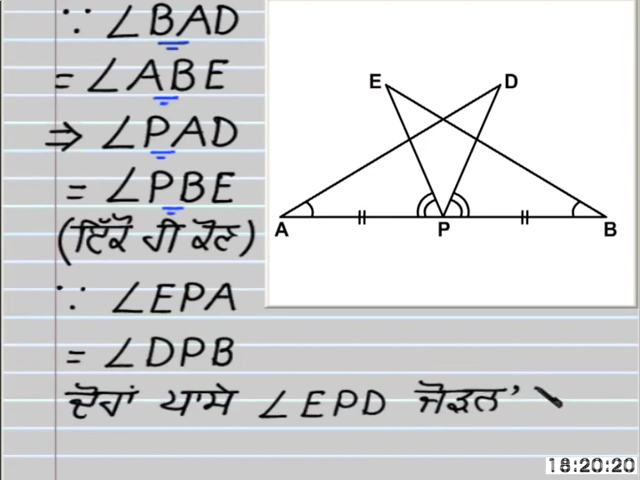 ∵ ∠BAD
= ∠ABE
⇒ ∠PAD
= ∠PBE
(ਇੱਕੋ ਹੀ ਕੋਣ)
∵ ∠EPA
= ∠DPB
ਦੋਹਾਂ ਪਾਸੇ ∠EPD ਜੋੜਨ
E D
A P B
18:20:20